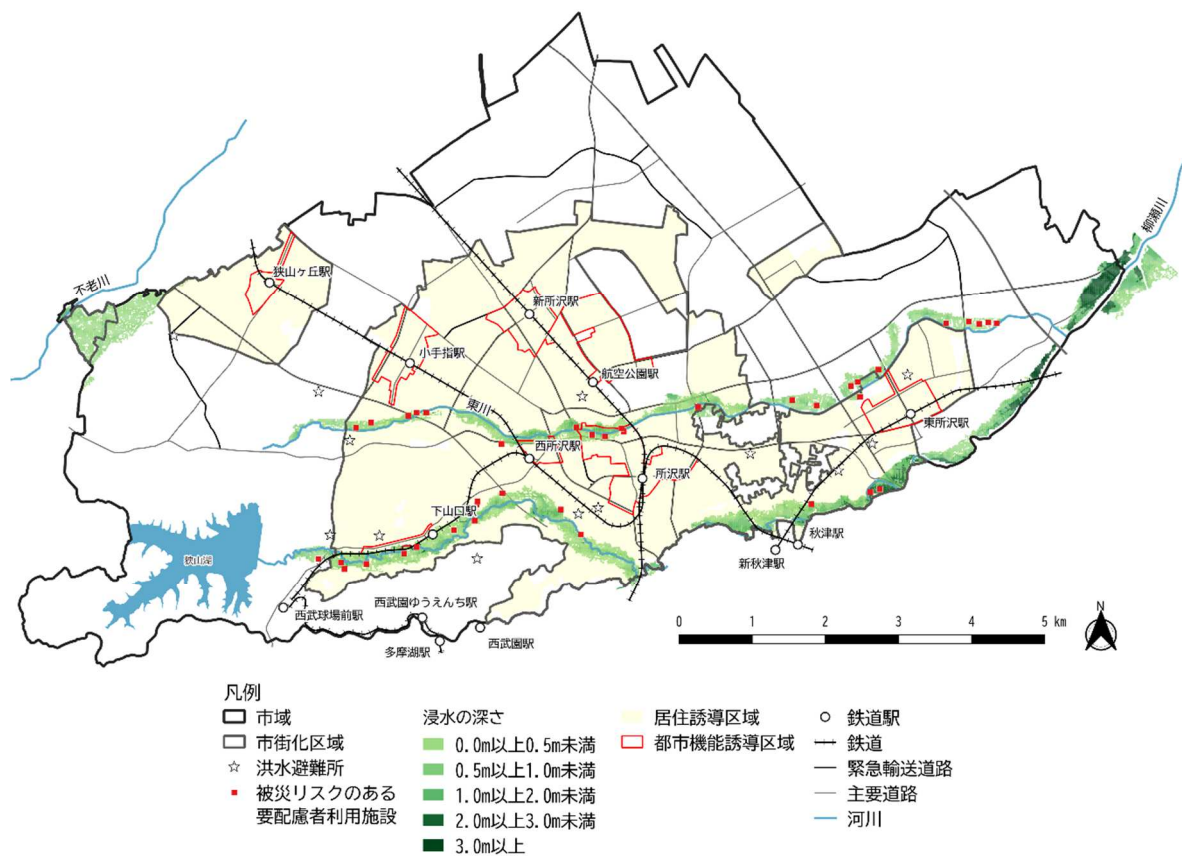 柳瀬川
不老川
狭山ヶ丘駅
新所沢駅
小手指駅
航空公園駅
東川
東所沢駅
西所沢駅
所沢駅
下山口駅
秋津駅
新秋津駅
狭山湖
西武園ゆうえんち駅
西武球場前駅
西武園駅
多摩湖駅
N
0 1 2 3 4 5 km
凡例
市域
市街化区域
洪水避難所
被災リスクのある
要配慮者利用施設
浸水の深さ
0.0m以上0.5m未満
0.5m以上1.0m未満
1.0m以上2.0m未満
2.0m以上3.0m未満
3.0m以上
居住誘導区域
都市機能誘導区域
鉄道駅
鉄道
緊急輸送道路
主要道路
河川